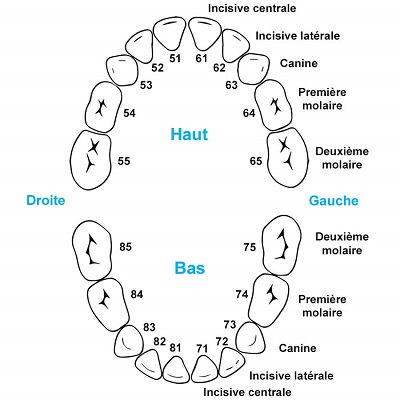 Incisive centrale
51 61 Incisive latérale
52 62
Canine
53 63
Première
molaire
54 64
Haut
Deuxième
molaire
55 65
Droite Gauche
85 75 Deuxième
molaire
Bas
84 74 Première
molaire
83 73
82 81 71 72 Canine
Incisive latérale
Incisive centrale